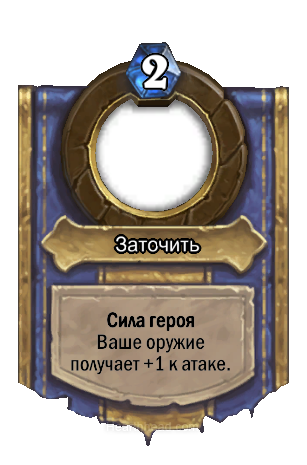 2
Заточить
Сила героя
Ваше оружие
получает +1 к атаке.